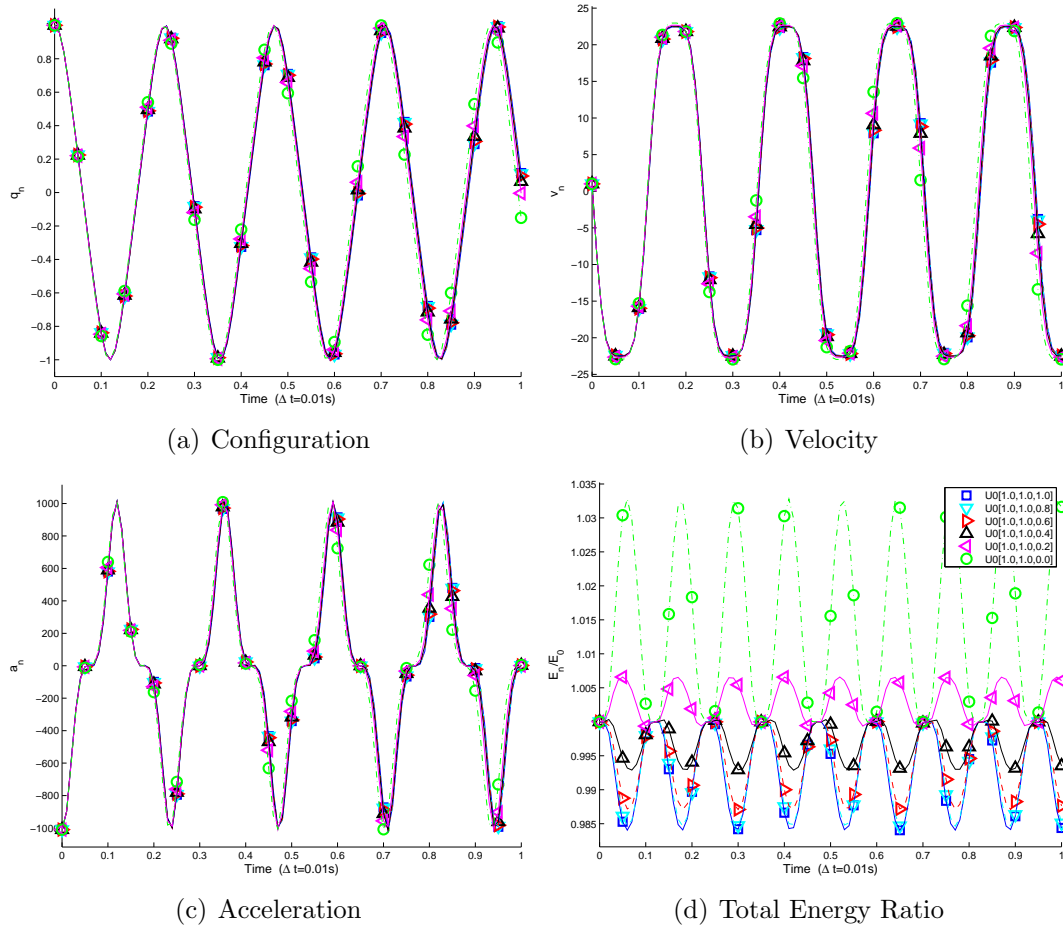 q_n
1
0.8
0.6
0.4
0.2
0
−0.2
−0.4
−0.6
−0.8
−1
0 0.1 0.2 0.3 0.4 0.5 0.6 0.7 0.8 0.9 1
Time (Δ t=0.01s)
(a) Configuration
v_n
25
20
15
10
5
0
−5
−10
−15
−20
−25
0 0.1 0.2 0.3 0.4 0.5 0.6 0.7 0.8 0.9 1
Time (Δ t=0.01s)
(b) Velocity
a_n
1000
800
600
400
200
0
−200
−400
−600
−800
−1000
0 0.1 0.2 0.3 0.4 0.5 0.6 0.7 0.8 0.9 1
Time (Δ t=0.01s)
(c) Acceleration
E_n/E_0
1.035
1.03
1.025
1.02
1.015
1.01
1.005
1
0.995
0.99
0.985
0 0.1 0.2 0.3 0.4 0.5 0.6 0.7 0.8 0.9 1
Time (Δ t=0.01s)
U0[1.0,1.0,1.0]
U0[1.0,1.0,0.8]
U0[1.0,1.0,0.6]
U0[1.0,1.0,0.4]
U0[1.0,1.0,0.2]
U0[1.0,1.0,0.0]
(d) Total Energy Ratio